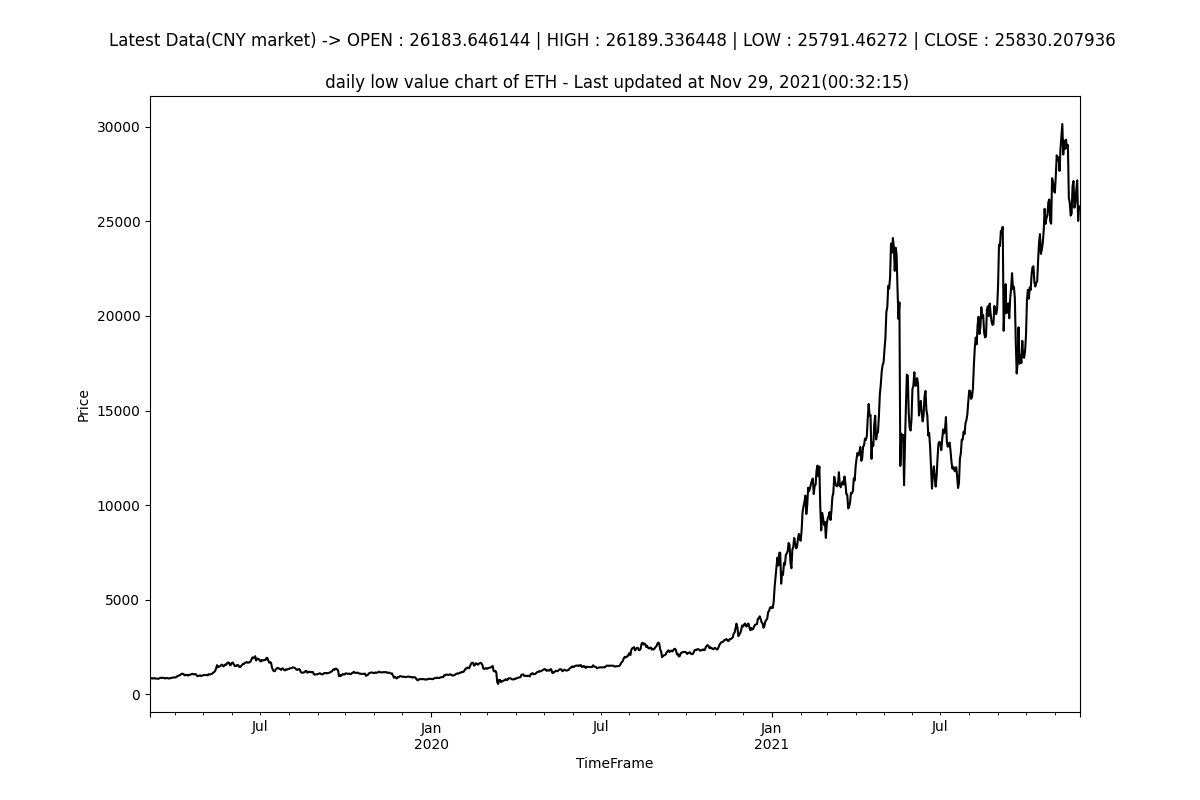 Latest Data(CNY market) -> OPEN : 26183.646144 | HIGH : 26189.336448 | LOW : 25791.46272 | CLOSE : 25830.207936
daily low value chart of ETH - Last updated at Nov 29, 2021(00:32:15)
30000
25000
20000
15000
10000
5000
0
Price
Jul
Jan
2020
Jul
Jan
2021
Jul
TimeFrame